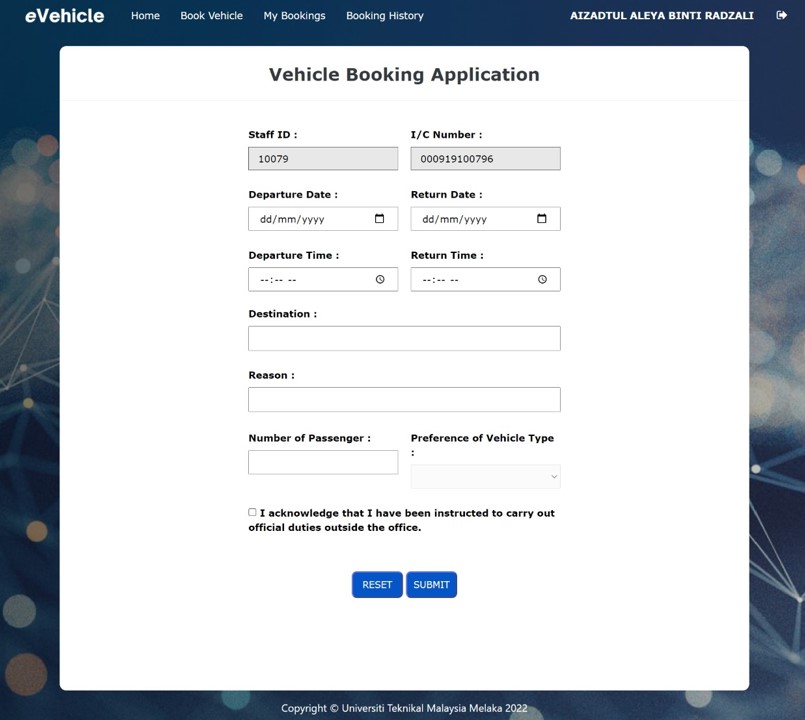 eVehicle Home Book Vehicle My Bookings Booking History AIZADTUL ALEYA BINTI RADZALI
Vehicle Booking Application
Staff ID : I/C Number :
10079 000919100796
Departure Date : Return Date :
dd/mm/yyyy dd/mm/yyyy
Departure Time : Return Time :
--:-- -- --:-- --
Destination :
Reason :
Number of Passenger : Preference of Vehicle Type
:
I acknowledge that I have been instructed to carry out
official duties outside the office.
RESET SUBMIT
Copyright © Universiti Teknikal Malaysia Melaka 2022